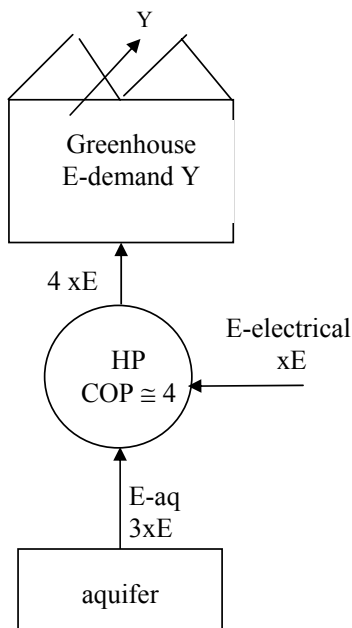 Y
Greenhouse
E-demand Y
4 xE
E-electrical
xE
HP
COP ≅ 4
E-aq
3xE
aquifer